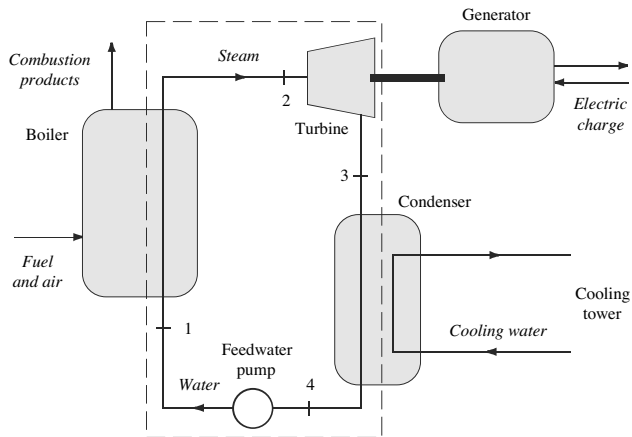 Generator
Combustion
products
Steam
2
Turbine
Electric
charge
Boiler
3
Condenser
Fuel
and air
Cooling
tower
1
Cooling water
Feedwater
pump
Water
4